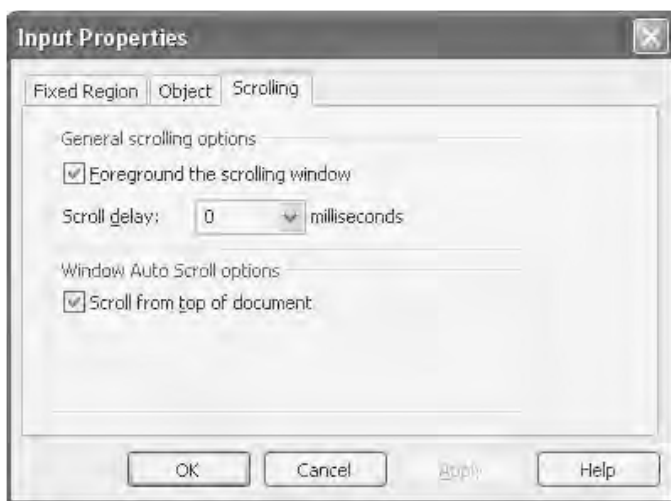 Input Properties
Fixed Region Object Scrolling
General scrolling options
Foreground the scrolling window
Scroll delay: 0 milliseconds
Window Auto Scroll options
Scroll from top of document
OK Cancel Apply Help